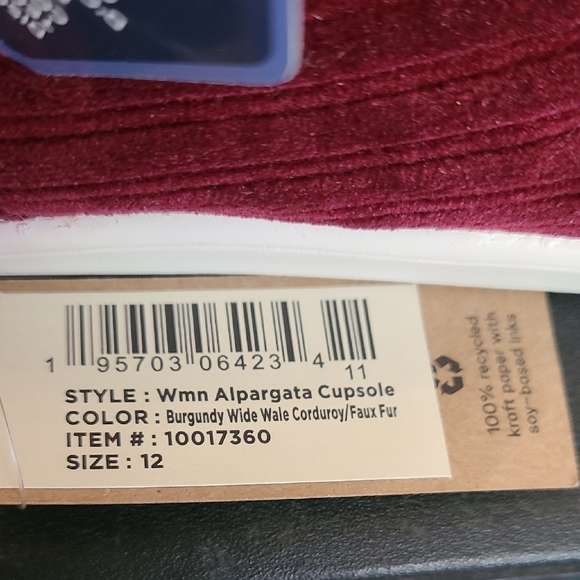 1 95703 06423 4 11
STYLE : Wmn Alpargata Cupsole
COLOR : Burgundy Wide Wale Corduroy/Faux Fur
ITEM # : 10017360
SIZE : 12
100% recycled
kraft paper with
soy-based inks